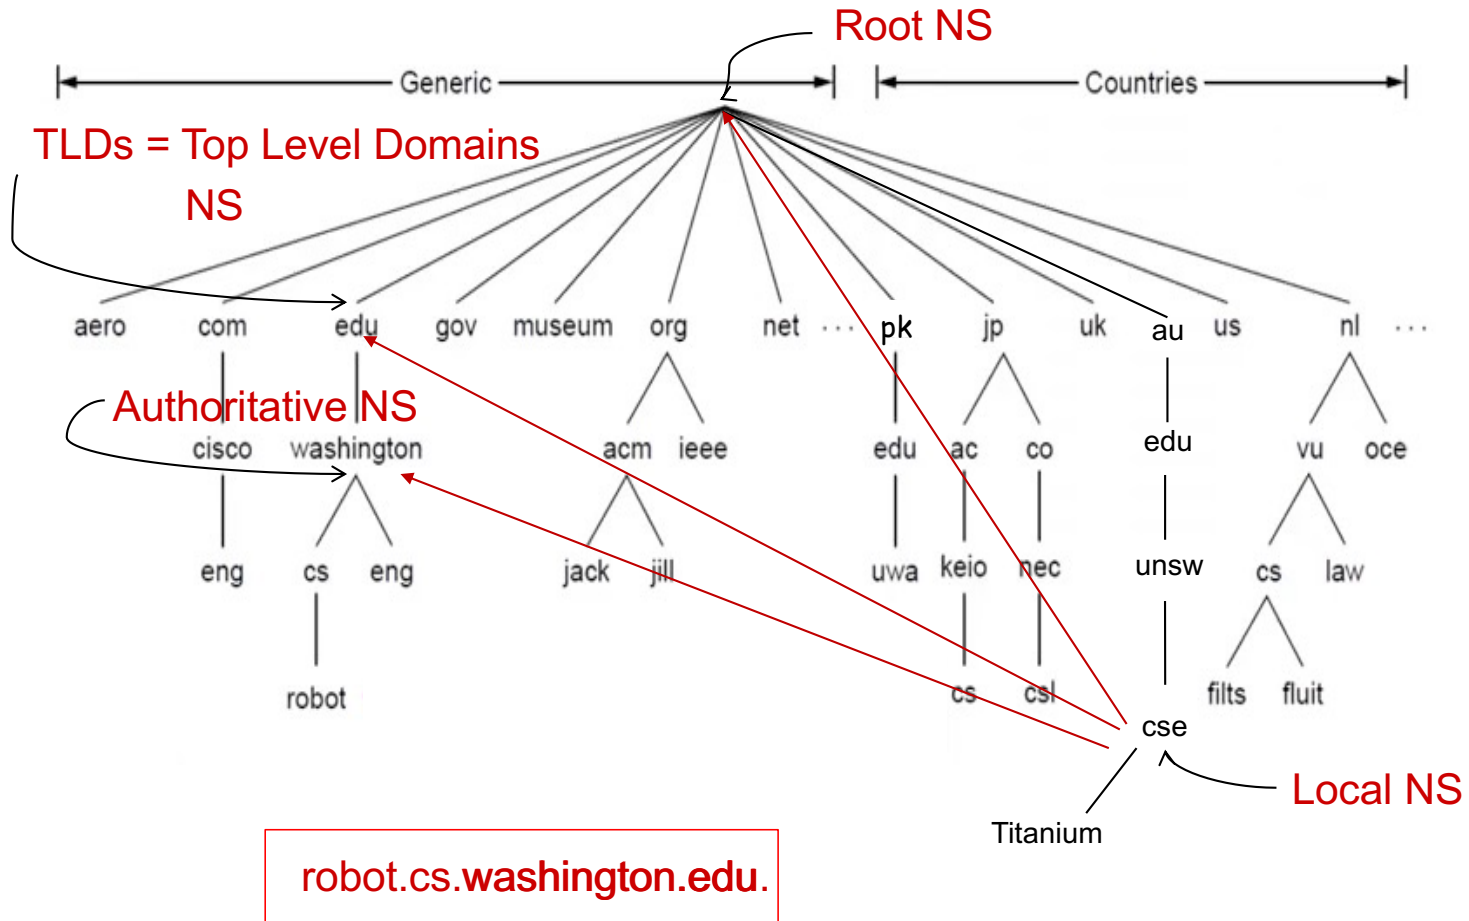 Root NS
Generic
Countries
TLDs = Top Level Domains
NS
aero com edu gov museum org net ... pk jp uk au us nl ...
Authoritative NS
cisco washington acm ieee edu ac co edu vu oce
eng cs eng jack jill uwa keio nec unsw cs law
robot cs csl filts fluit
cse
Local NS
Titanium
robot.cs.washington.edu.